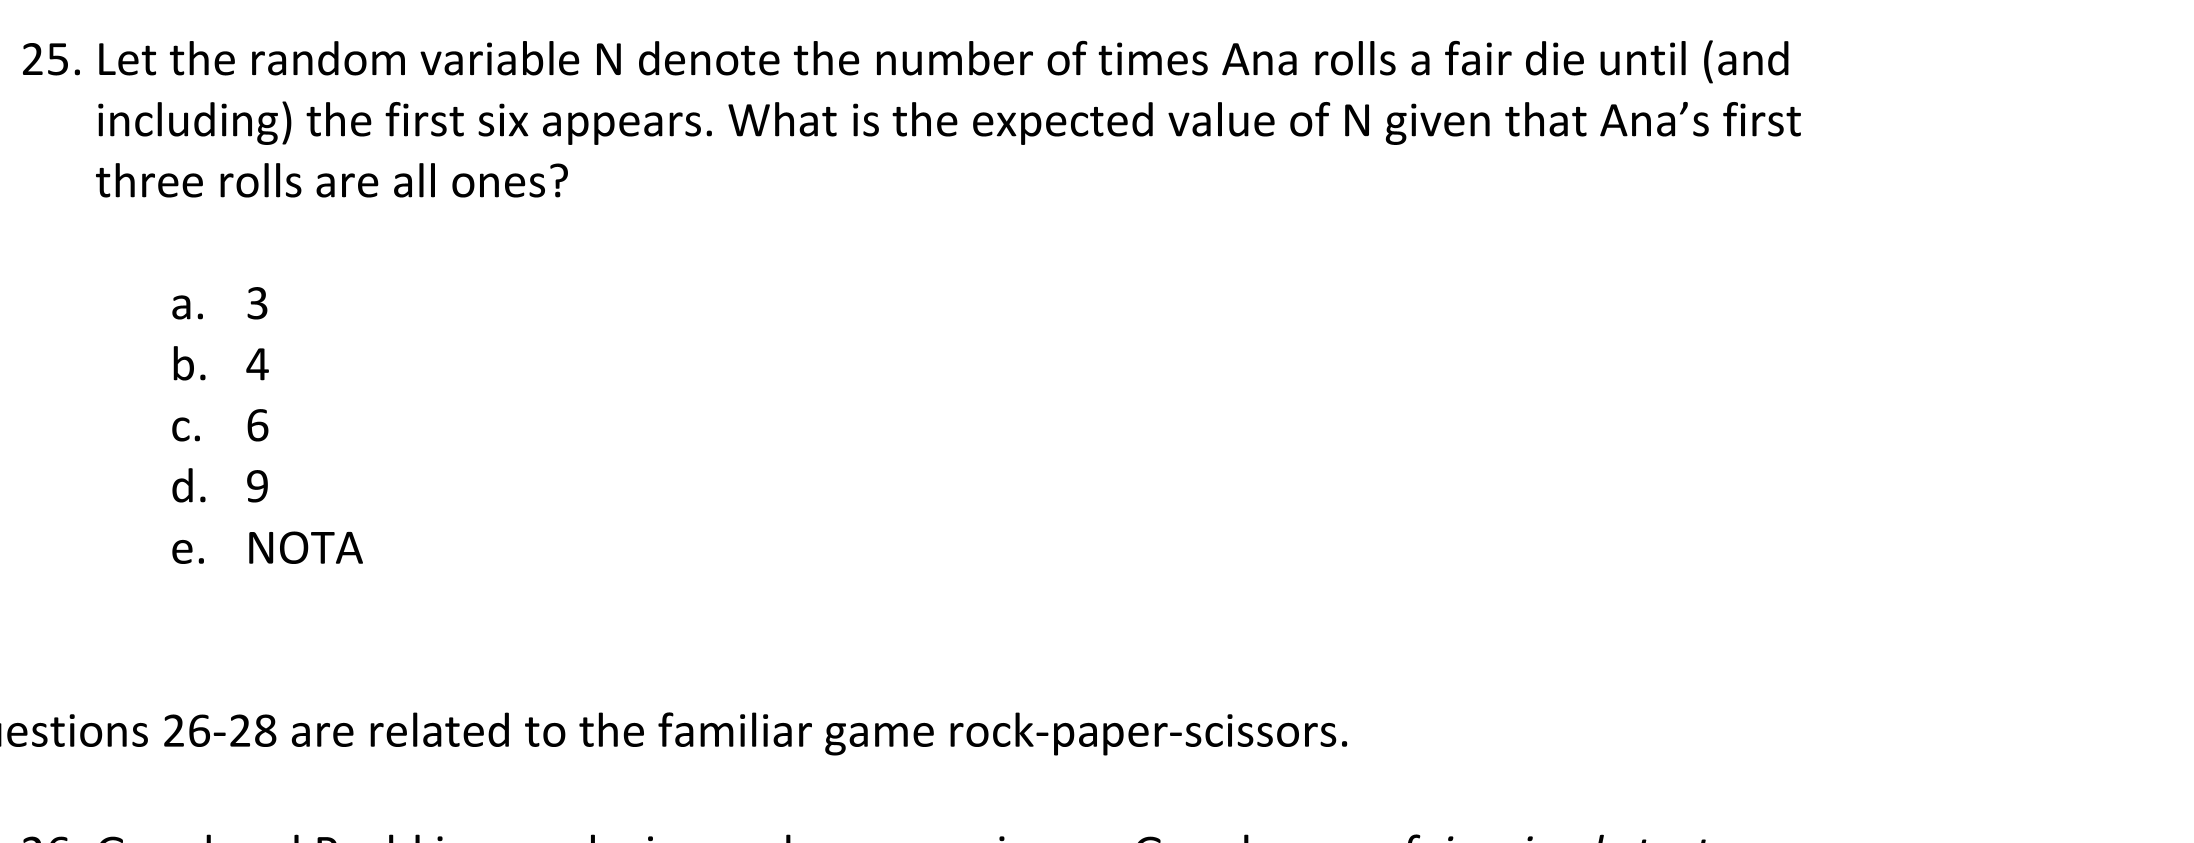 25. Let the random variable N denote the number of times Ana rolls a fair die until (and
including) the first six appears. What is the expected value of N given that Ana’s first
three rolls are all ones?
a. 3
b. 4
c. 6
d. 9
e. NOTA
estions 26-28 are related to the familiar game rock-paper-scissors.